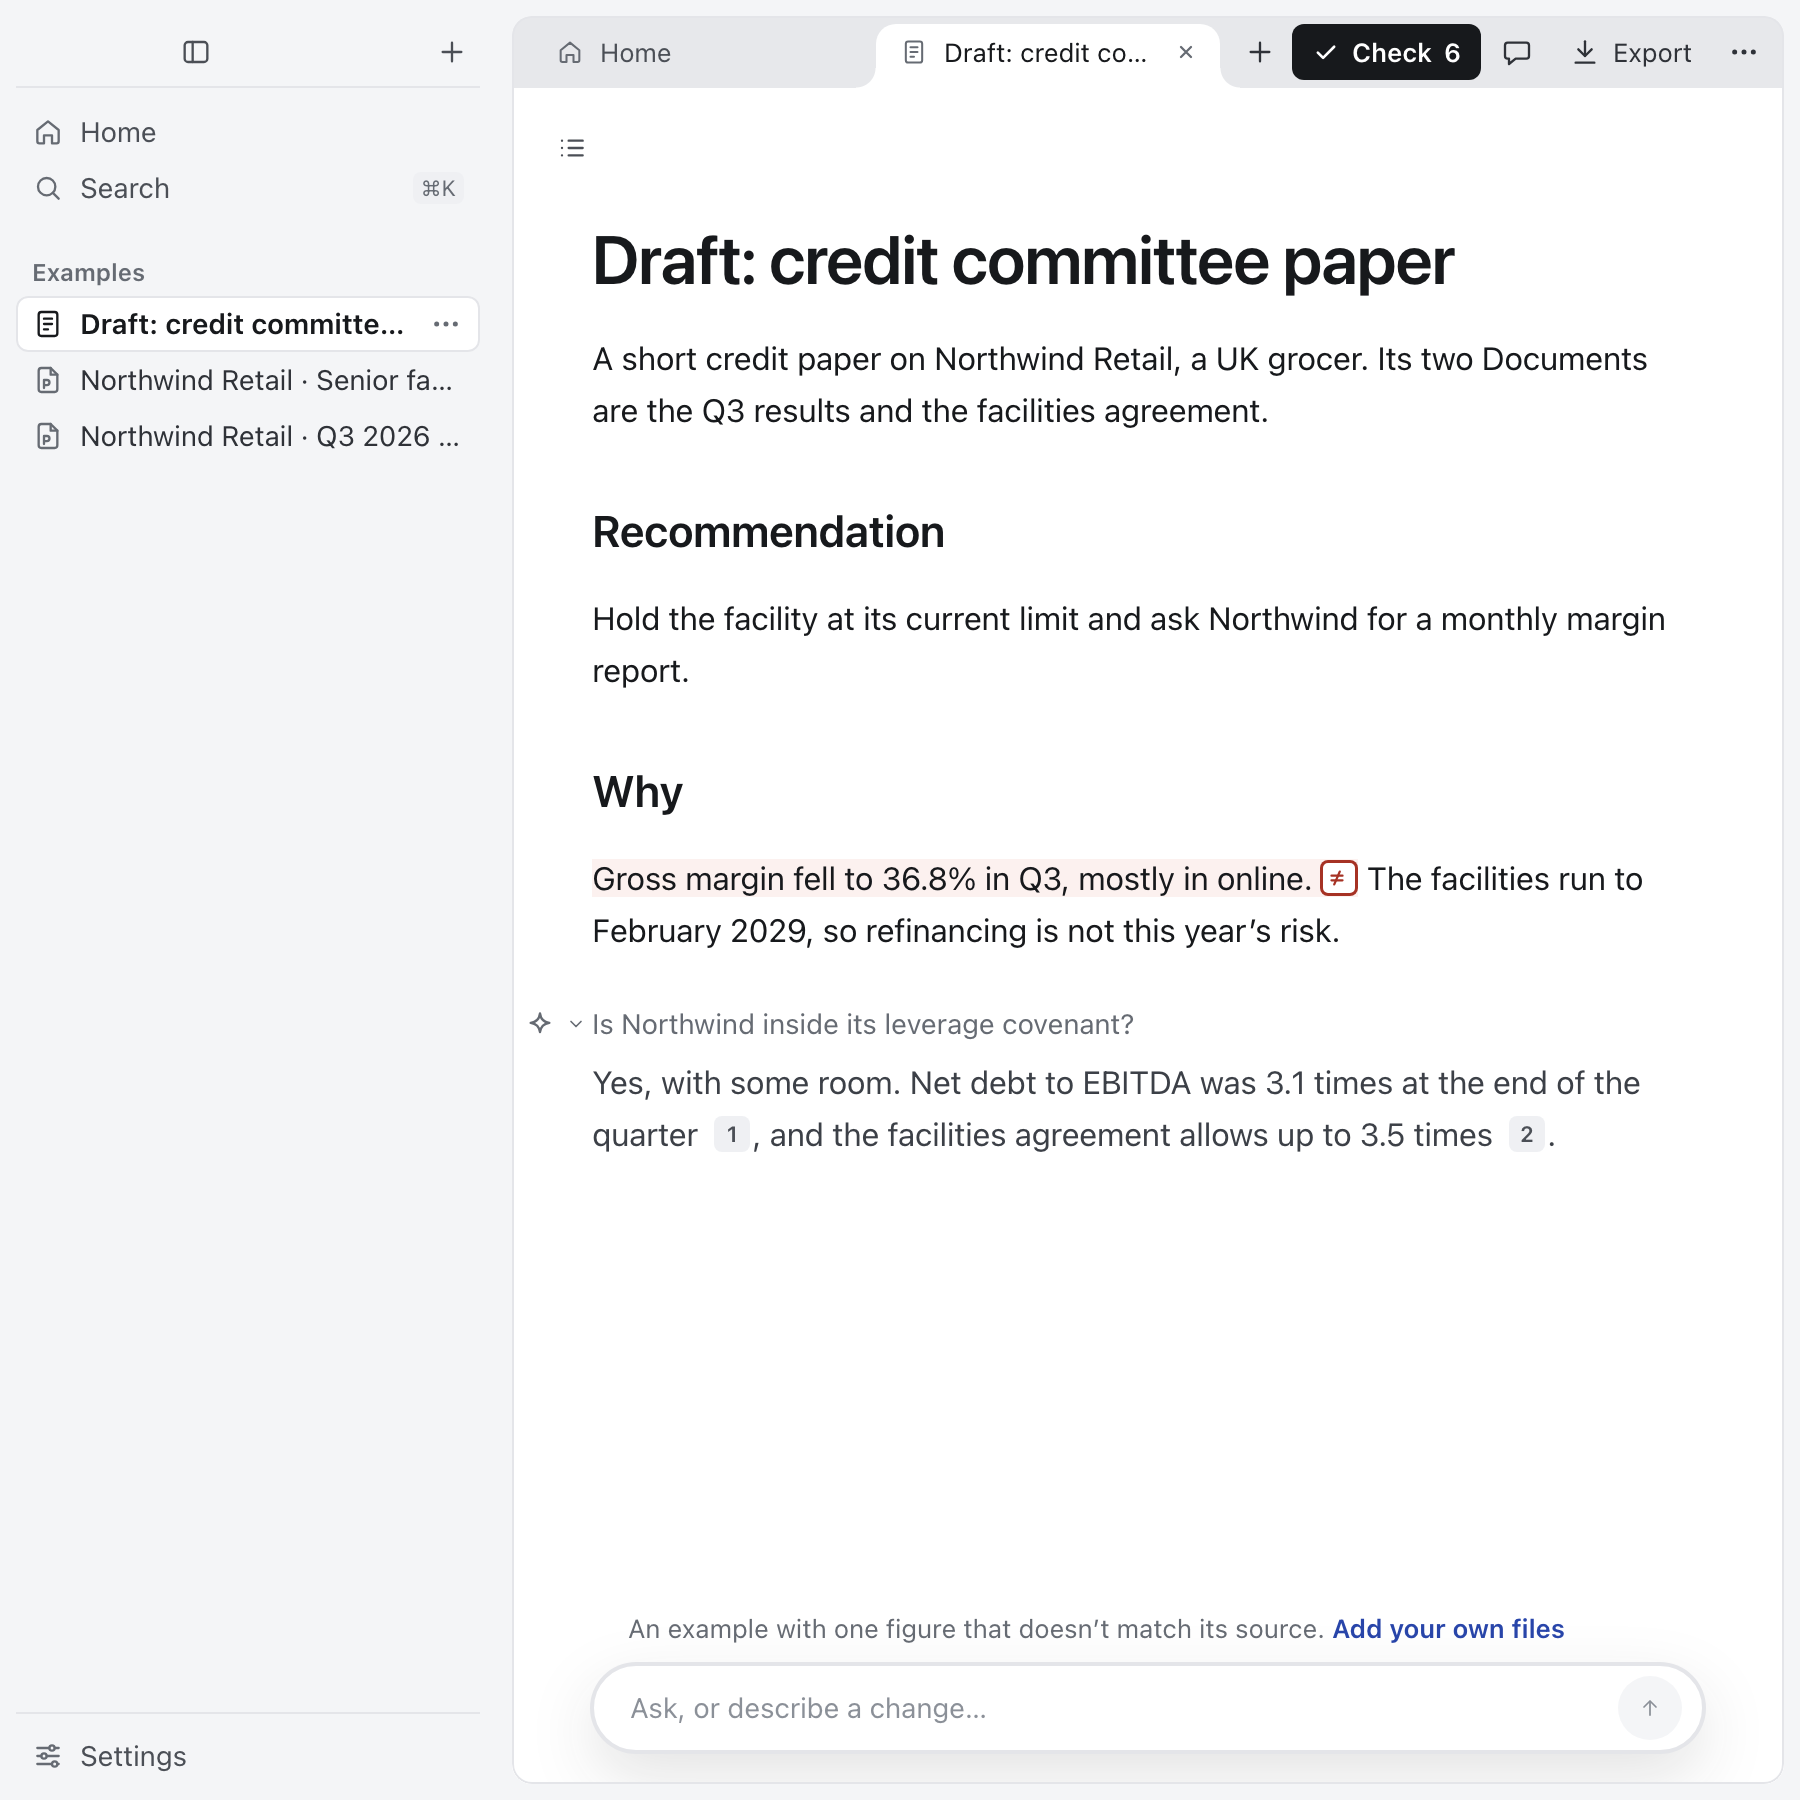 Home
Search ⌘K
Examples
Draft: credit committe...
Northwind Retail · Senior fa...
Northwind Retail · Q3 2026 ...
Settings
Home
Draft: credit co...
Check 6
Export
Draft: credit committee paper
A short credit paper on Northwind Retail, a UK grocer. Its two Documents
are the Q3 results and the facilities agreement.
Recommendation
Hold the facility at its current limit and ask Northwind for a monthly margin
report.
Why
Gross margin fell to 36.8% in Q3, mostly in online. ≠ The facilities run to
February 2029, so refinancing is not this year’s risk.
Is Northwind inside its leverage covenant?
Yes, with some room. Net debt to EBITDA was 3.1 times at the end of the
quarter 1, and the facilities agreement allows up to 3.5 times 2.
An example with one figure that doesn’t match its source. Add your own files
Ask, or describe a change...